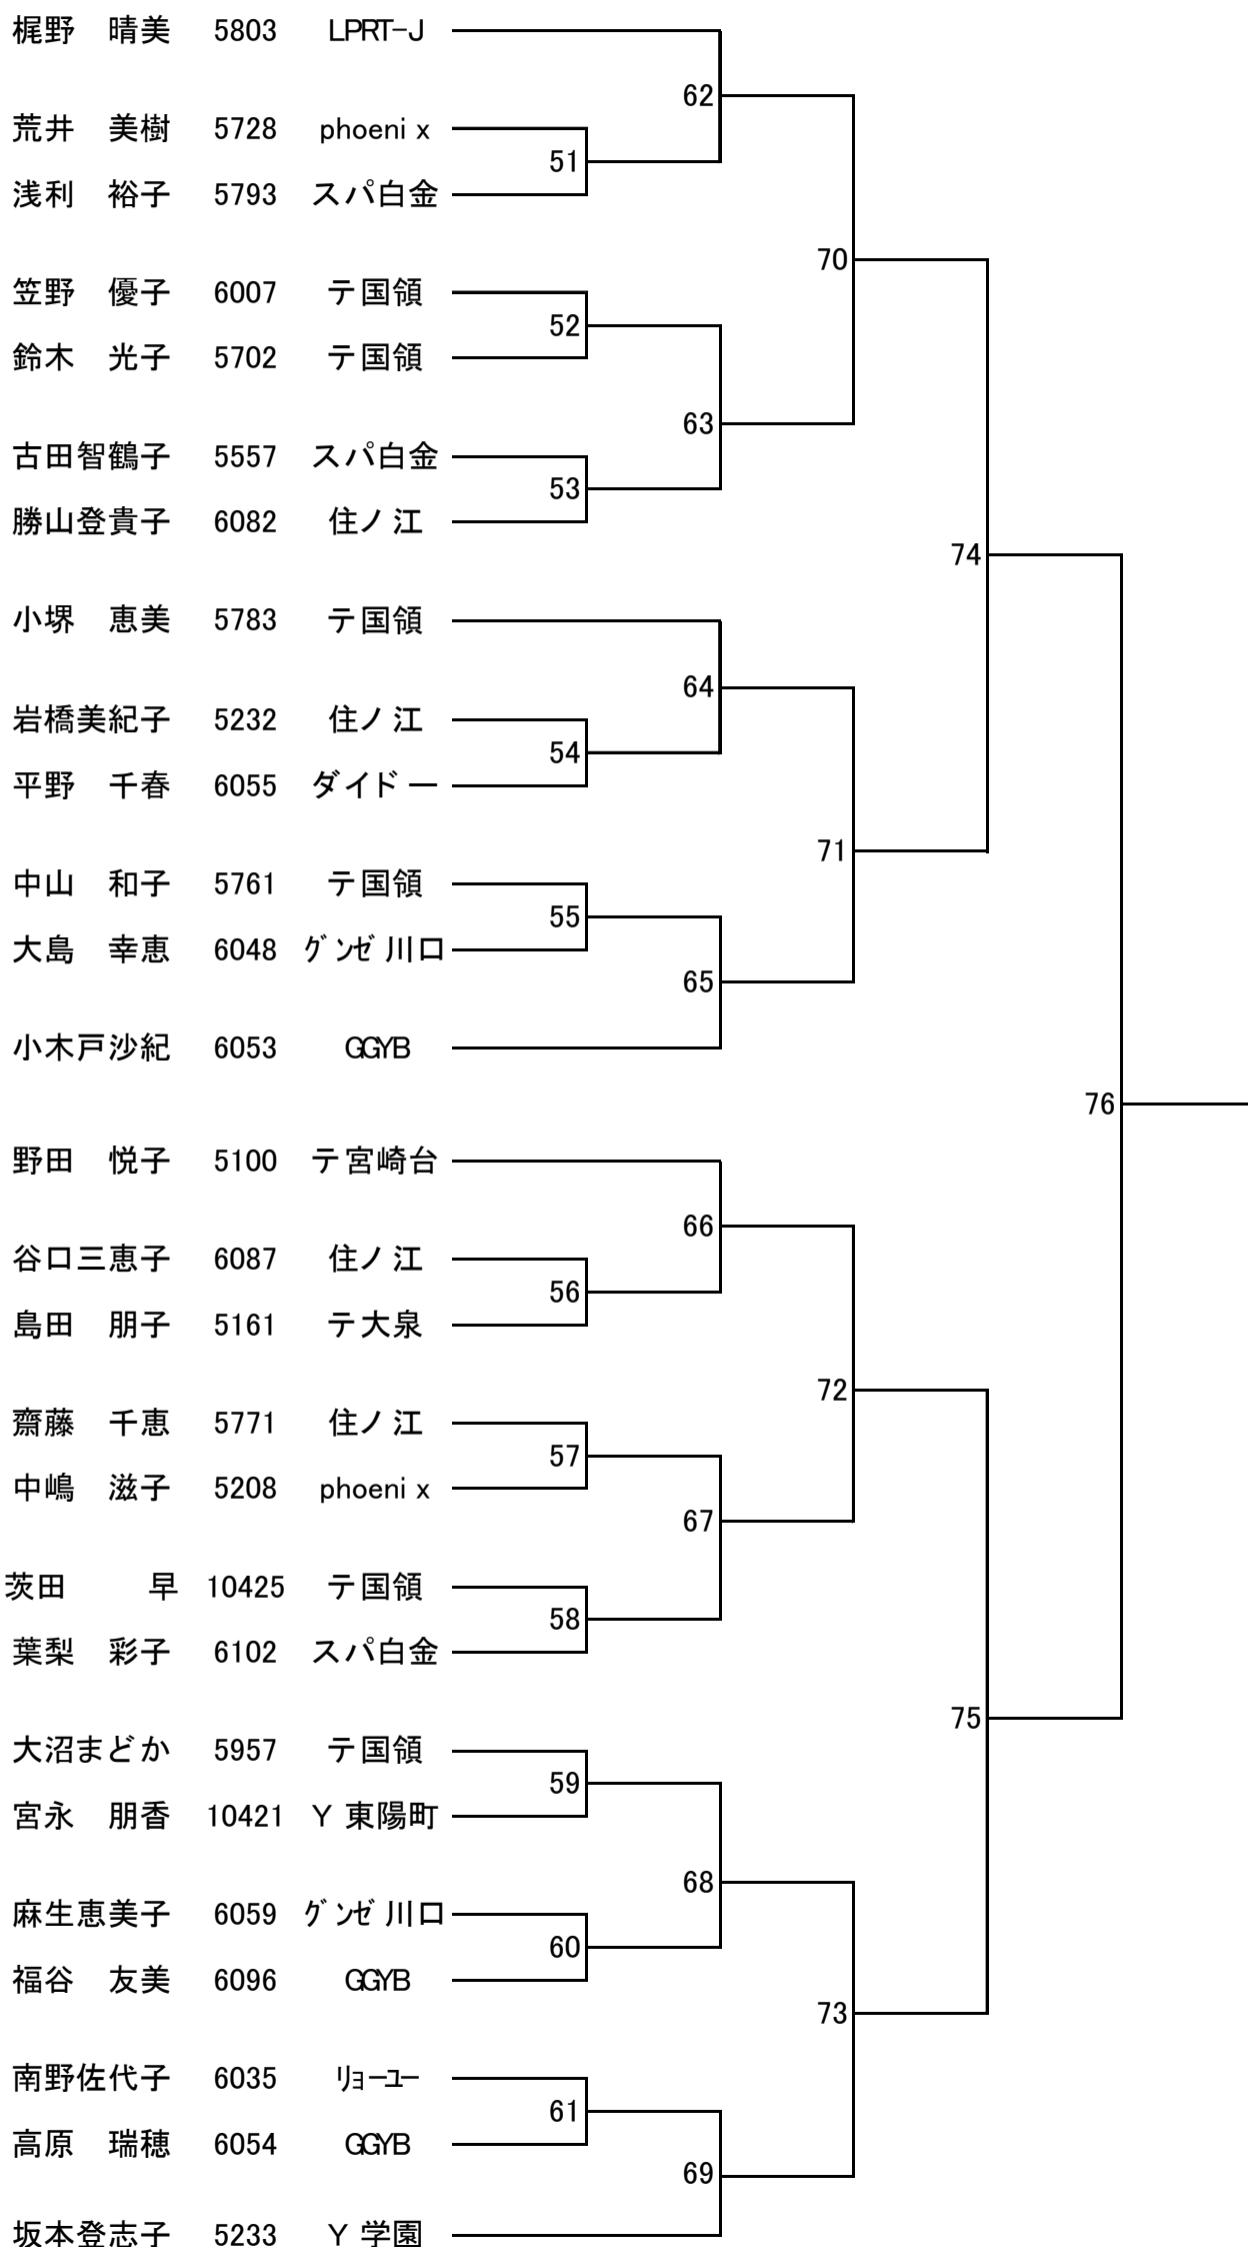 梶野　晴美 5803 LPRT-J
62
荒井　美樹 5728 phoenix
51
浅利　裕子 5793 スパ白金
70
笠野　優子 6007 テ国領
52
鈴木　光子 5702 テ国領
63
古田智鶴子 5557 スパ白金
53
勝山登貴子 6082 住ノ江
74
小堺　恵美 5783 テ国領
64
岩橋美紀子 5232 住ノ江
54
平野　千春 6055 ダイドー
71
中山　和子 5761 テ国領
55
大島　幸恵 6048 グンゼ川口
65
小木戸沙紀 6053 GGYB
76
野田　悦子 5100 テ宮崎台
66
谷口三恵子 6087 住ノ江
56
島田　朋子 5161 テ大泉
72
齋藤　千恵 5771 住ノ江
57
中嶋　滋子 5208 phoenix
67
茨田　　早 10425 テ国領
58
葉梨　彩子 6102 スパ白金
75
大沼まどか 5957 テ国領
59
宮永　朋香 10421 Y 東陽町
68
麻生恵美子 6059 グンゼ川口
60
福谷　友美 6096 GGYB
73
南野佐代子 6035 リョーユー
61
高原　瑞穂 6054 GGYB
69
坂本登志子 5233 Y 学園